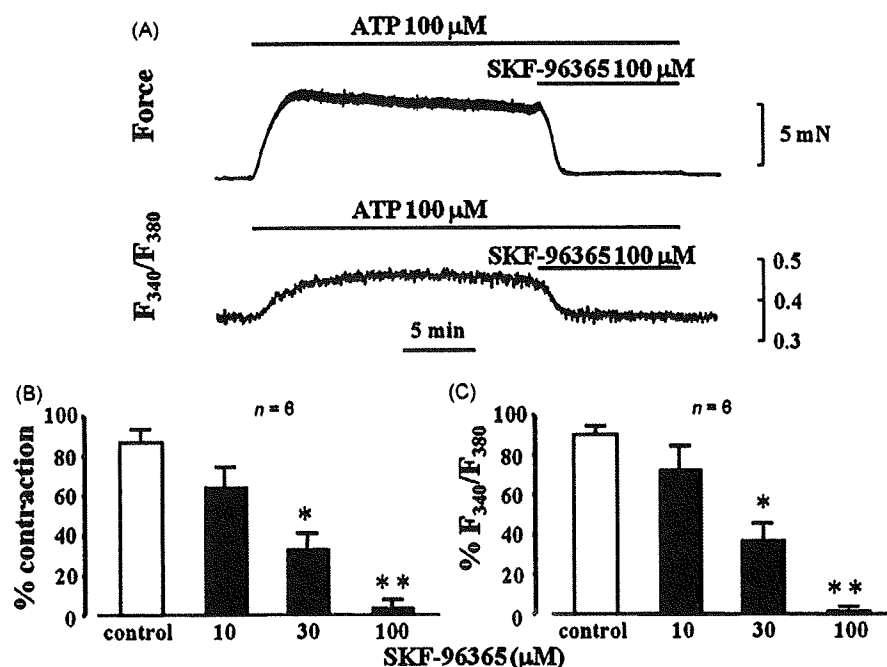 (A)
ATP 100 µM
SKF-96365 100 µM
Force
5 mN
ATP 100 µM
SKF-96365 100 µM
F340/F380
0.5
0.4
0.3
5 min
(B)
n = 6
% contraction
100
80
60
40
20
0
*
**
control 10 30 100
(C)
n = 6
% F340/F380
100
80
60
40
20
0
*
**
control 10 30 100
SKF-96365 (µM)